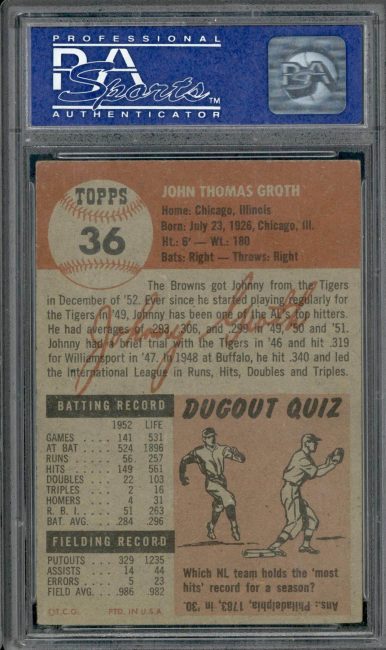 PROFESSIONAL
PSA
Sports™
AUTHENTICATOR
PSA
TOPPS
36
JOHN THOMAS GROTH
Home: Chicago, Illinois
Born: July 23, 1926, Chicago, Ill.
Ht.: 6' — Wt.: 180
Bats: Right — Throws: Right
The Browns got Johnny from the Tigers
in December of '52. Ever since he started playing regularly for
the Tigers in '49, Johnny has been one of the AL's top hitters.
He had averages of .293, .306, and .299 in '49, '50 and '51.
Johnny had a brief trial with the Tigers in '46 and hit .319
for Williamsport in '47. In 1948 at Buffalo, he hit .340 and led
the International League in Runs, Hits, Doubles and Triples.
Johnny Groth
BATTING RECORD
1952 LIFE
GAMES . . . . 141 531
AT BAT . . . . 524 1896
RUNS . . . . 56 257
HITS . . . . 149 561
DOUBLES . . 22 103
TRIPLES . . . 2 16
HOMERS . . . 4 31
R. B. I. . . . . 51 263
BAT. AVG. . . .284 .296
FIELDING RECORD
PUTOUTS . . 329 1235
ASSISTS . . . 14 44
ERRORS . . . 5 23
FIELD AVG. . .986 .982
©T.C.G. PTD. IN U.S.A
DUGOUT QUIZ
Which NL team holds the 'most
hits' record for a season?
Ans.: Philadelphia, 1783, in '30.